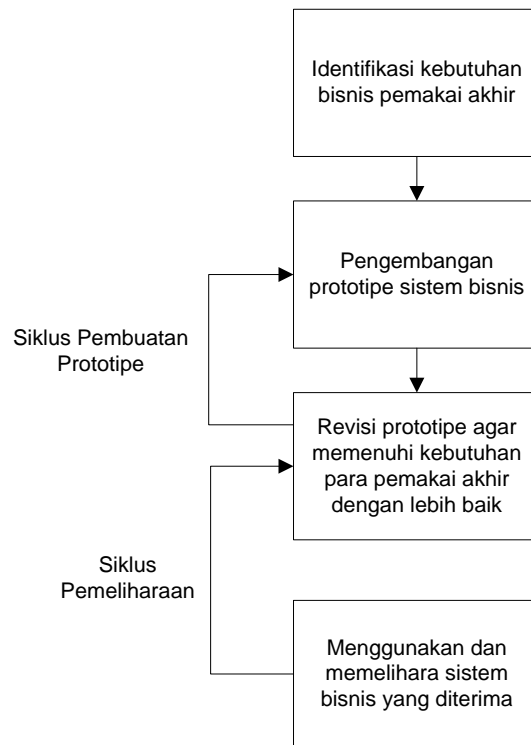 Identifikasi kebutuhan
bisnis pemakai akhir
Pengembangan
prototipe sistem bisnis
Siklus Pembuatan
Prototipe
Revisi prototipe agar
memenuhi kebutuhan
para pemakai akhir
dengan lebih baik
Siklus
Pemeliharaan
Menggunakan dan
memelihara sistem
bisnis yang diterima